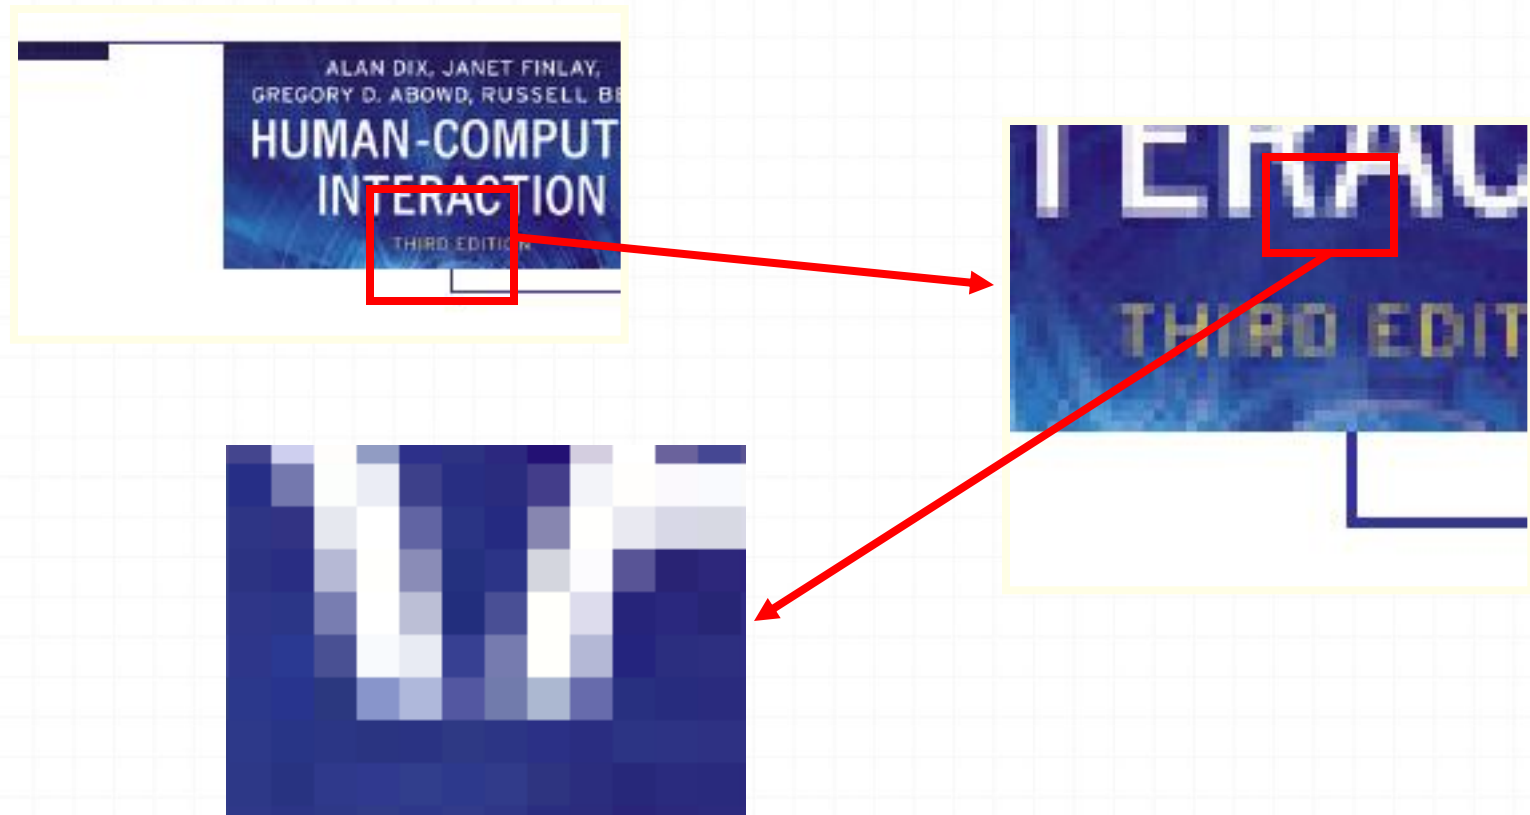 ALAN DIX, JANET FINLAY,
GREGORY D. ABOWD, RUSSELL BE
HUMAN-COMPUT
INTERACTION
THIRD EDITION
TERAC
THIRD EDIT